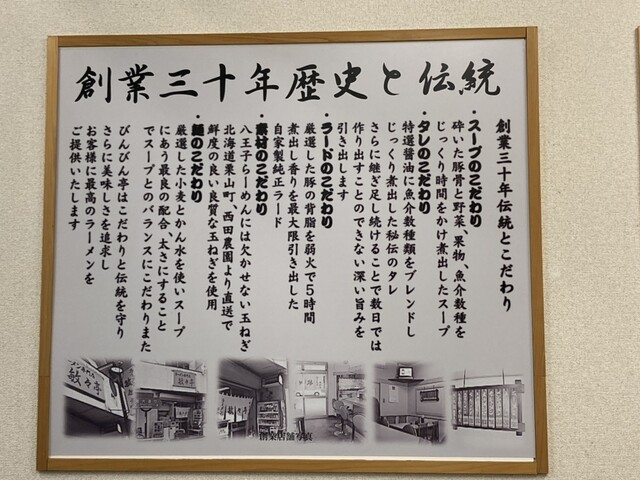 創業三十年歴史と伝統
創業三十年伝統とこだわり
・スープのこだわり
砕いた豚骨と野菜、果物、魚介数種を
じっくり時間をかけ煮出したスープ
・タレのこだわり
特選醤油に魚介数種類をブレンドし
じっくり煮出した秘伝のタレ
さらに継ぎ足し続けることで数日では
作り出すことのできない深い旨みを
引き出します
・ラードのこだわり
厳選した豚の背脂を弱火で5時間
煮出し香りを最大限引き出した
自家製純正ラード
・素材のこだわり
八王子らーめんには欠かせない玉ねぎ
北海道栗山町、西田農園より直送で
鮮度の良い良質な玉ねぎを使用
・麺のこだわり
厳選した小麦とかん水を使いスープ
にあう最良の配合 太さにすること
でスープとのバランスにこだわりまた
びんびん亭はこだわりと伝統を守り
さらに美味しさを追求し
お客様に最高のラーメンを
ご提供いたします
創業店舗写真